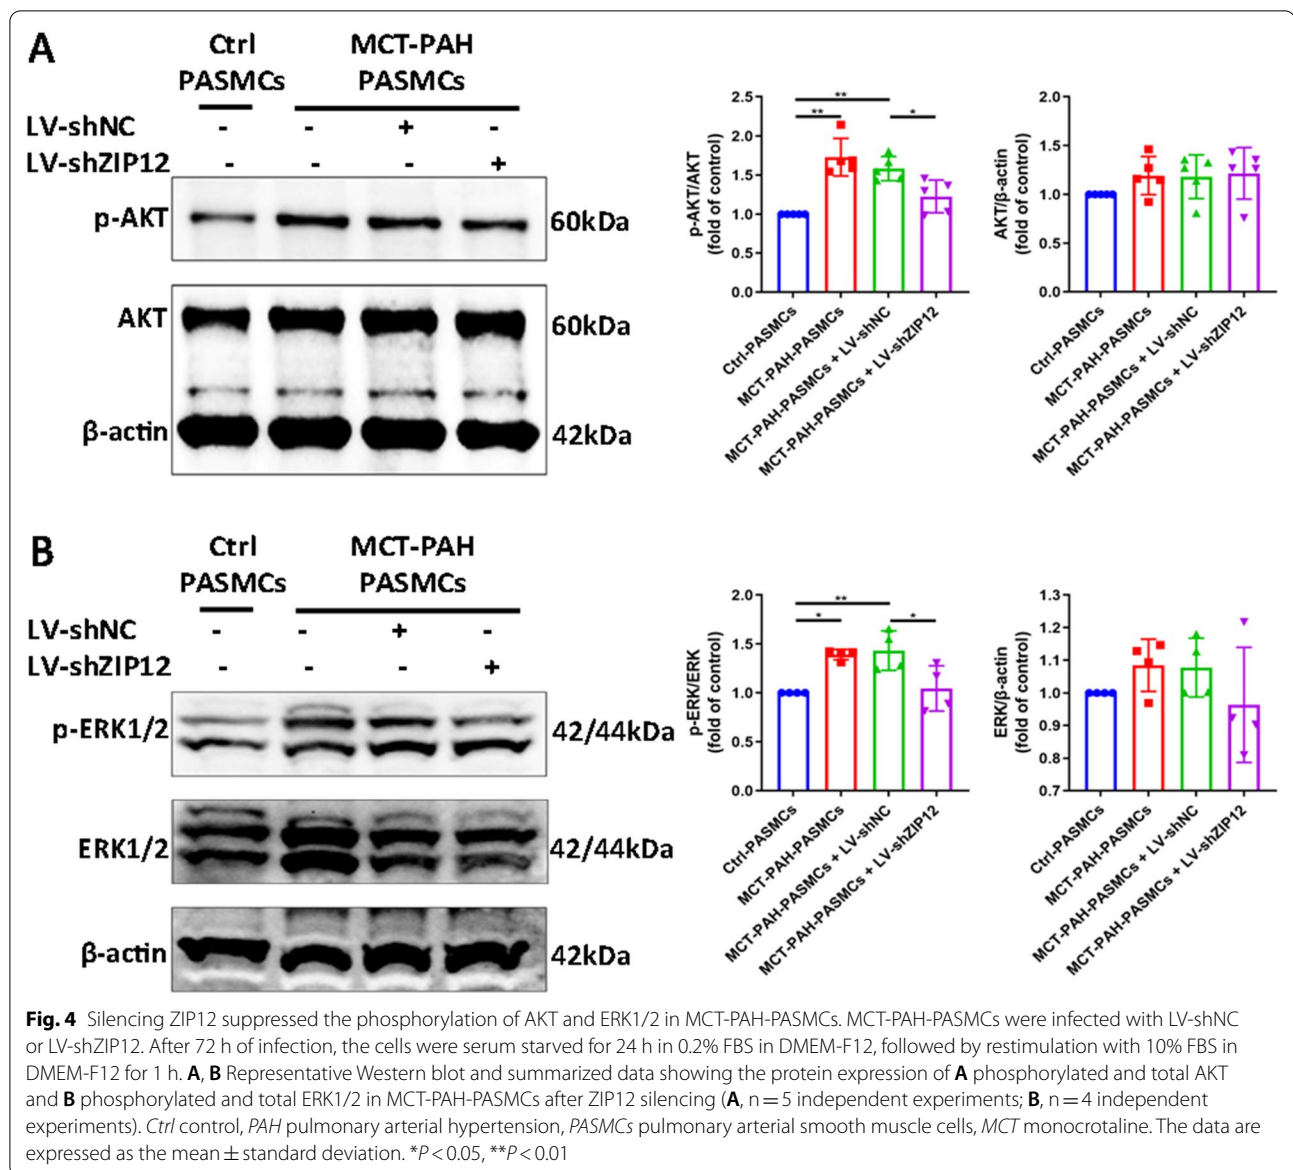 A
Ctrl
PASMCs
MCT-PAH
PASMCs
LV-shNC - - + -
LV-shZIP12 - - - +
p-AKT 60kDa
AKT 60kDa
β-actin 42kDa
p-AKT/AKT
(fold of control)
2.5
2.0
1.5
1.0
0.5
0.0
** ** *
Ctrl-PASMCs
MCT-PAH-PASMCs
MCT-PAH-PASMCs + LV-shNC
MCT-PAH-PASMCs + LV-shZIP12
AKT/β-actin
(fold of control)
2.0
1.5
1.0
0.5
0.0
Ctrl-PASMCs
MCT-PAH-PASMCs
MCT-PAH-PASMCs + LV-shNC
MCT-PAH-PASMCs + LV-shZIP12
B
Ctrl
PASMCs
MCT-PAH
PASMCs
LV-shNC - - + -
LV-shZIP12 - - - +
p-ERK1/2 42/44kDa
ERK1/2 42/44kDa
β-actin 42kDa
p-ERK/ERK
(fold of control)
2.0
1.5
1.0
0.5
0.0
** * *
Ctrl-PASMCs
MCT-PAH-PASMCs
MCT-PAH-PASMCs + LV-shNC
MCT-PAH-PASMCs + LV-shZIP12
ERK/β-actin
(fold of control)
1.3
1.2
1.1
1.0
0.9
0.8
0.7
Ctrl-PASMCs
MCT-PAH-PASMCs
MCT-PAH-PASMCs + LV-shNC
MCT-PAH-PASMCs + LV-shZIP12
Fig. 4 Silencing ZIP12 suppressed the phosphorylation of AKT and ERK1/2 in MCT-PAH-PASMCs. MCT-PAH-PASMCs were infected with LV-shNC
or LV-shZIP12. After 72 h of infection, the cells were serum starved for 24 h in 0.2% FBS in DMEM-F12, followed by restimulation with 10% FBS in
DMEM-F12 for 1 h. A, B Representative Western blot and summarized data showing the protein expression of A phosphorylated and total AKT
and B phosphorylated and total ERK1/2 in MCT-PAH-PASMCs after ZIP12 silencing (A, n = 5 independent experiments; B, n = 4 independent
experiments). Ctrl control, PAH pulmonary arterial hypertension, PASMCs pulmonary arterial smooth muscle cells, MCT monocrotaline. The data are
expressed as the mean ± standard deviation. *P < 0.05, **P < 0.01